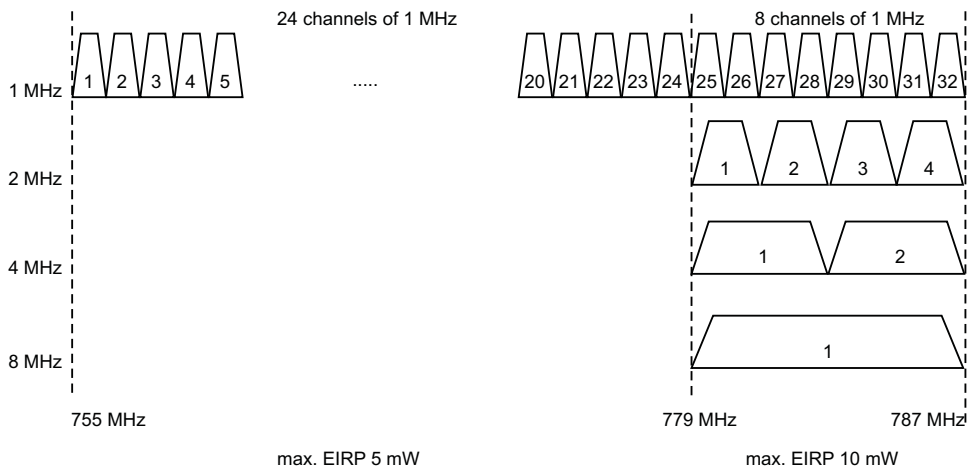 24 channels of 1 MHz
8 channels of 1 MHz
1 MHz
1 2 3 4 5 ..... 20 21 22 23 24 25 26 27 28 29 30 31 32
2 MHz
1 2 3 4
4 MHz
1 2
8 MHz
1
755 MHz
779 MHz
787 MHz
max. EIRP 5 mW
max. EIRP 10 mW